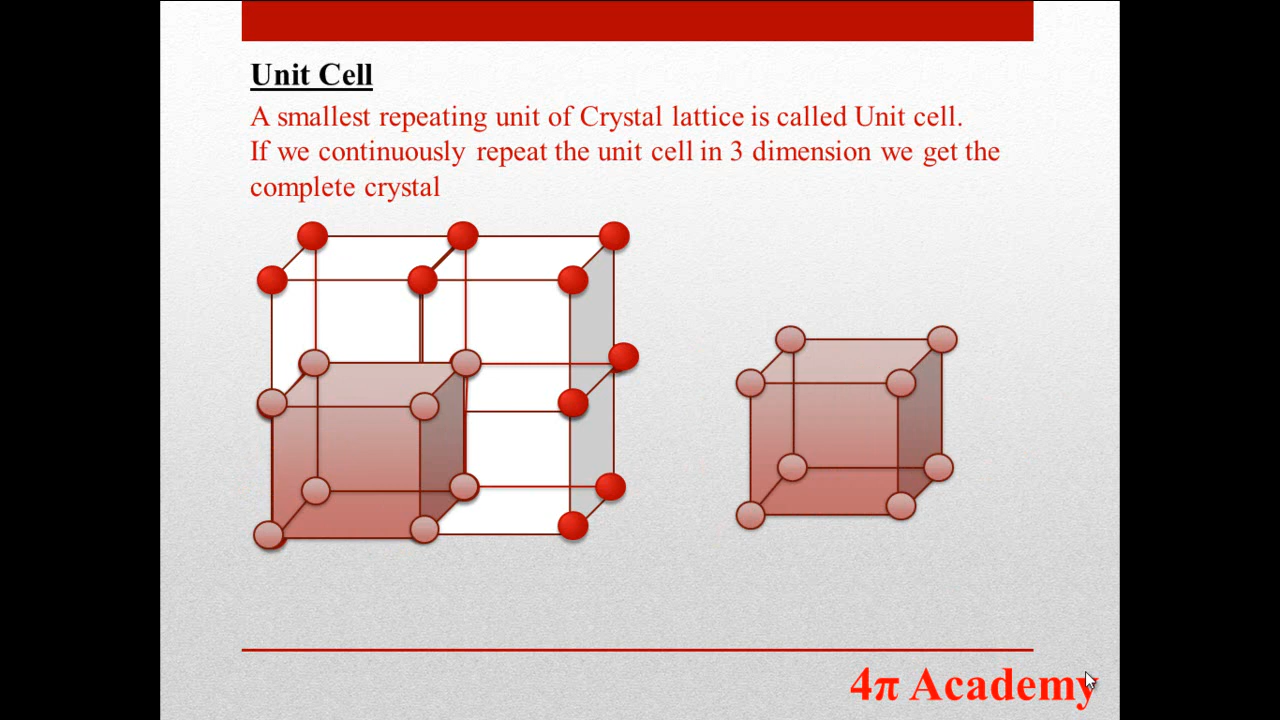 Unit Cell
A smallest repeating unit of Crystal lattice is called Unit cell.
If we continuously repeat the unit cell in 3 dimension we get the
complete crystal
4π Academy